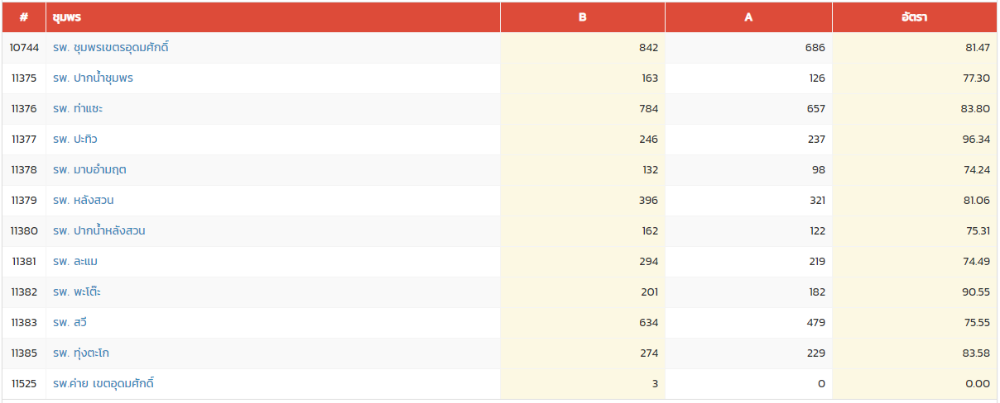 # ชุมพร B A อัตรา
10744 รพ. ชุมพรเขตรอุดมศักดิ์ 842 686 81.47
11375 รพ. ปากน้ำชุมพร 163 126 77.30
11376 รพ. ท่าแซะ 784 657 83.80
11377 รพ. ปะทิว 246 237 96.34
11378 รพ. มาบอำมฤต 132 98 74.24
11379 รพ. หลังสวน 396 321 81.06
11380 รพ. ปากน้ำหลังสวน 162 122 75.31
11381 รพ. ละแม 294 219 74.49
11382 รพ. พะโต๊ะ 201 182 90.55
11383 รพ. สวี 634 479 75.55
11385 รพ. ทุ่งตะโก 274 229 83.58
11525 รพ.ค่าย เขตอุดมศักดิ์ 3 0 0.00